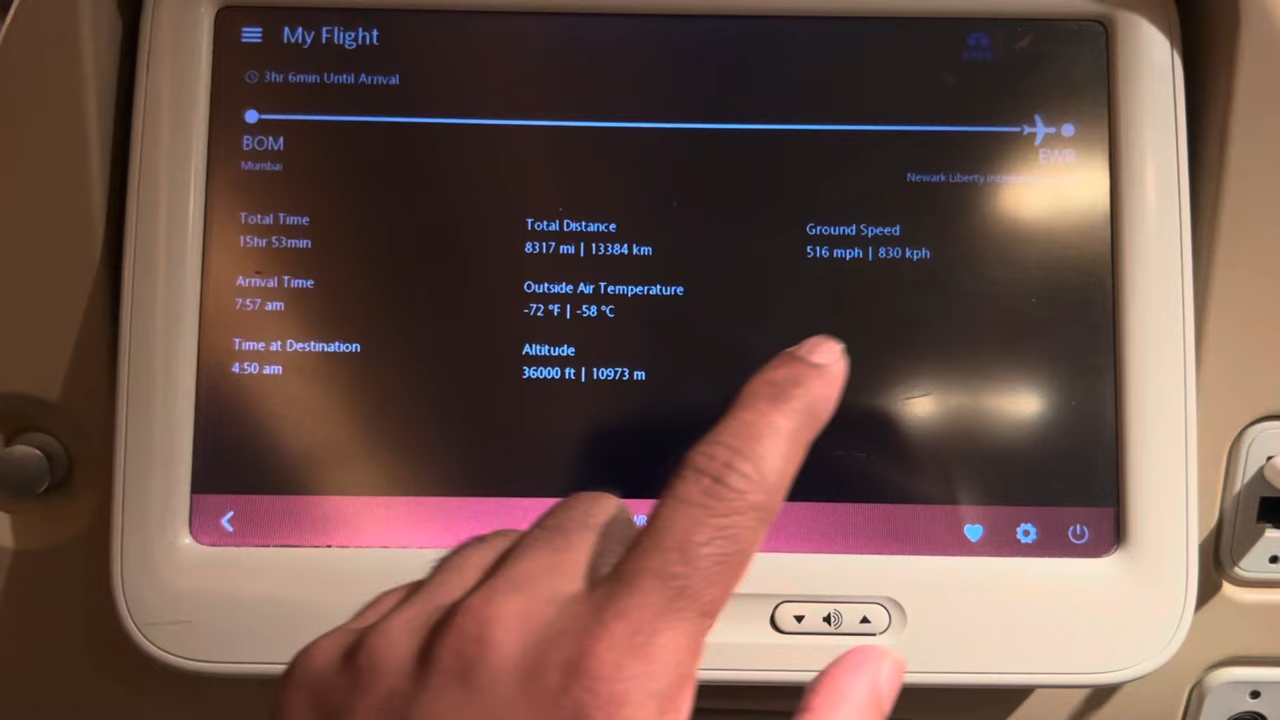 My Flight
3hr 6min Until Arrival
BOM
Mumbai
EWR
Newark Liberty
Total Time
15hr 53min
Arrival Time
7:57 am
Time at Destination
4:50 am
Total Distance
8317 mi | 13384 km
Outside Air Temperature
-72 °F | -58 °C
Altitude
36000 ft | 10973 m
Ground Speed
516 mph | 830 kph